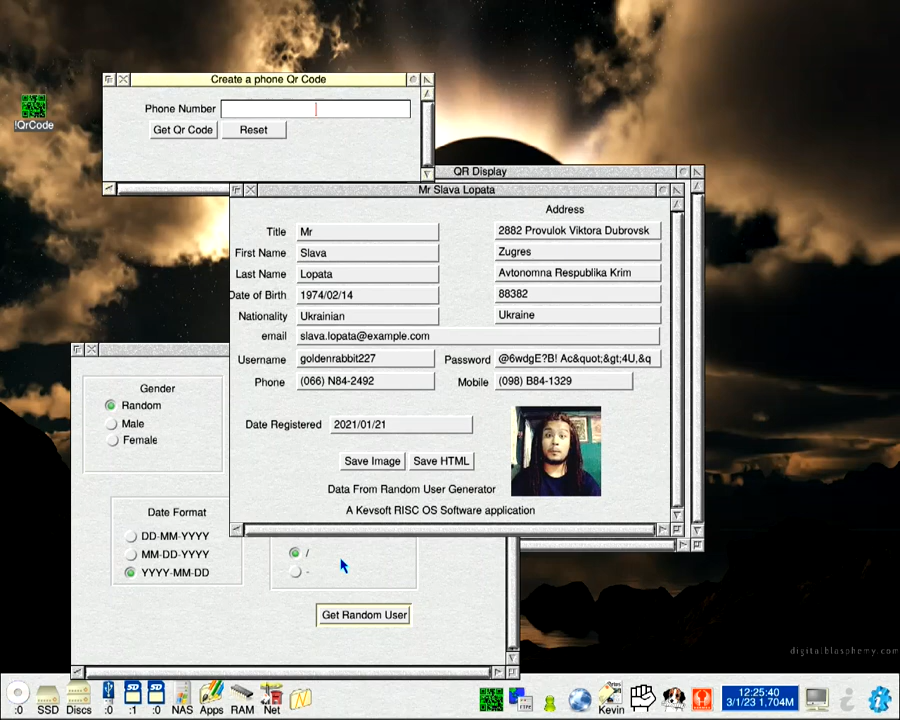 Create a phone Qr Code
Phone Number
Get Qr Code
Reset
!QrCode
QR Display
Mr Slava Lopata
Address
Title
Mr
2882 Provulok Viktora Dubrovsk
First Name
Slava
Zugres
Last Name
Lopata
Avtonomna Respublika Krim
Date of Birth
1974/02/14
88382
Nationality
Ukrainian
Ukraine
email
slava.lopata@example.com
Username
goldenrabbit227
Password
@6wdgE?B! Ac&quot;&gt;4U,&q
Phone
(066) N84-2492
Mobile
(098) B84-1329
Date Registered
2021/01/21
Save Image
Save HTML
Data From Random User Generator
A Kevsoft RISC OS Software application
Gender
Random
Male
Female
Date Format
DD-MM-YYYY
MM-DD-YYYY
YYYY-MM-DD
/
-
Get Random User
digitalblasphemy.com
:0
SSD
Discs
:0
:1
:0
NAS
Apps
RAM
Net
Kevin
12:25:40
3/1/23 1,704M